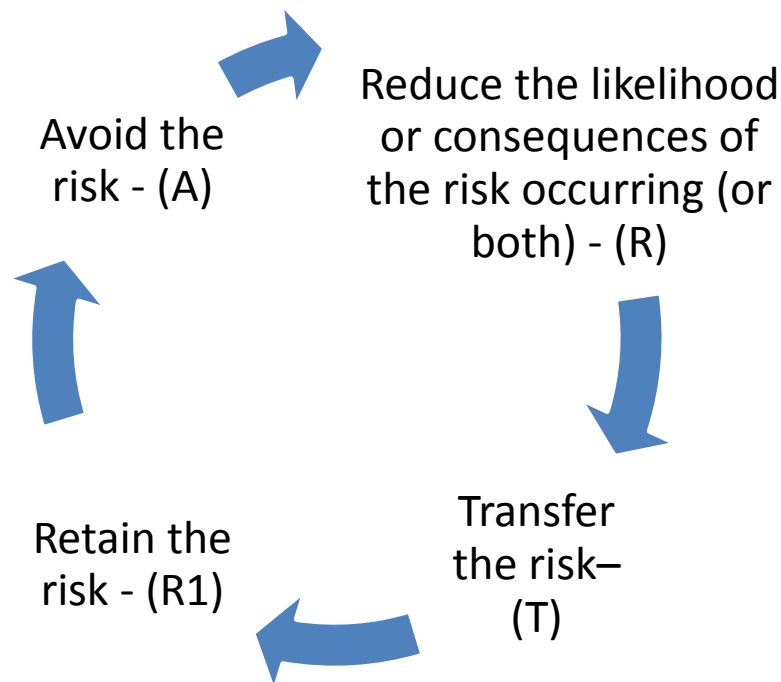 Avoid the
risk - (A)
Reduce the likelihood
or consequences of
the risk occurring (or
both) - (R)
Transfer
the risk–
(T)
Retain the
risk - (R1)